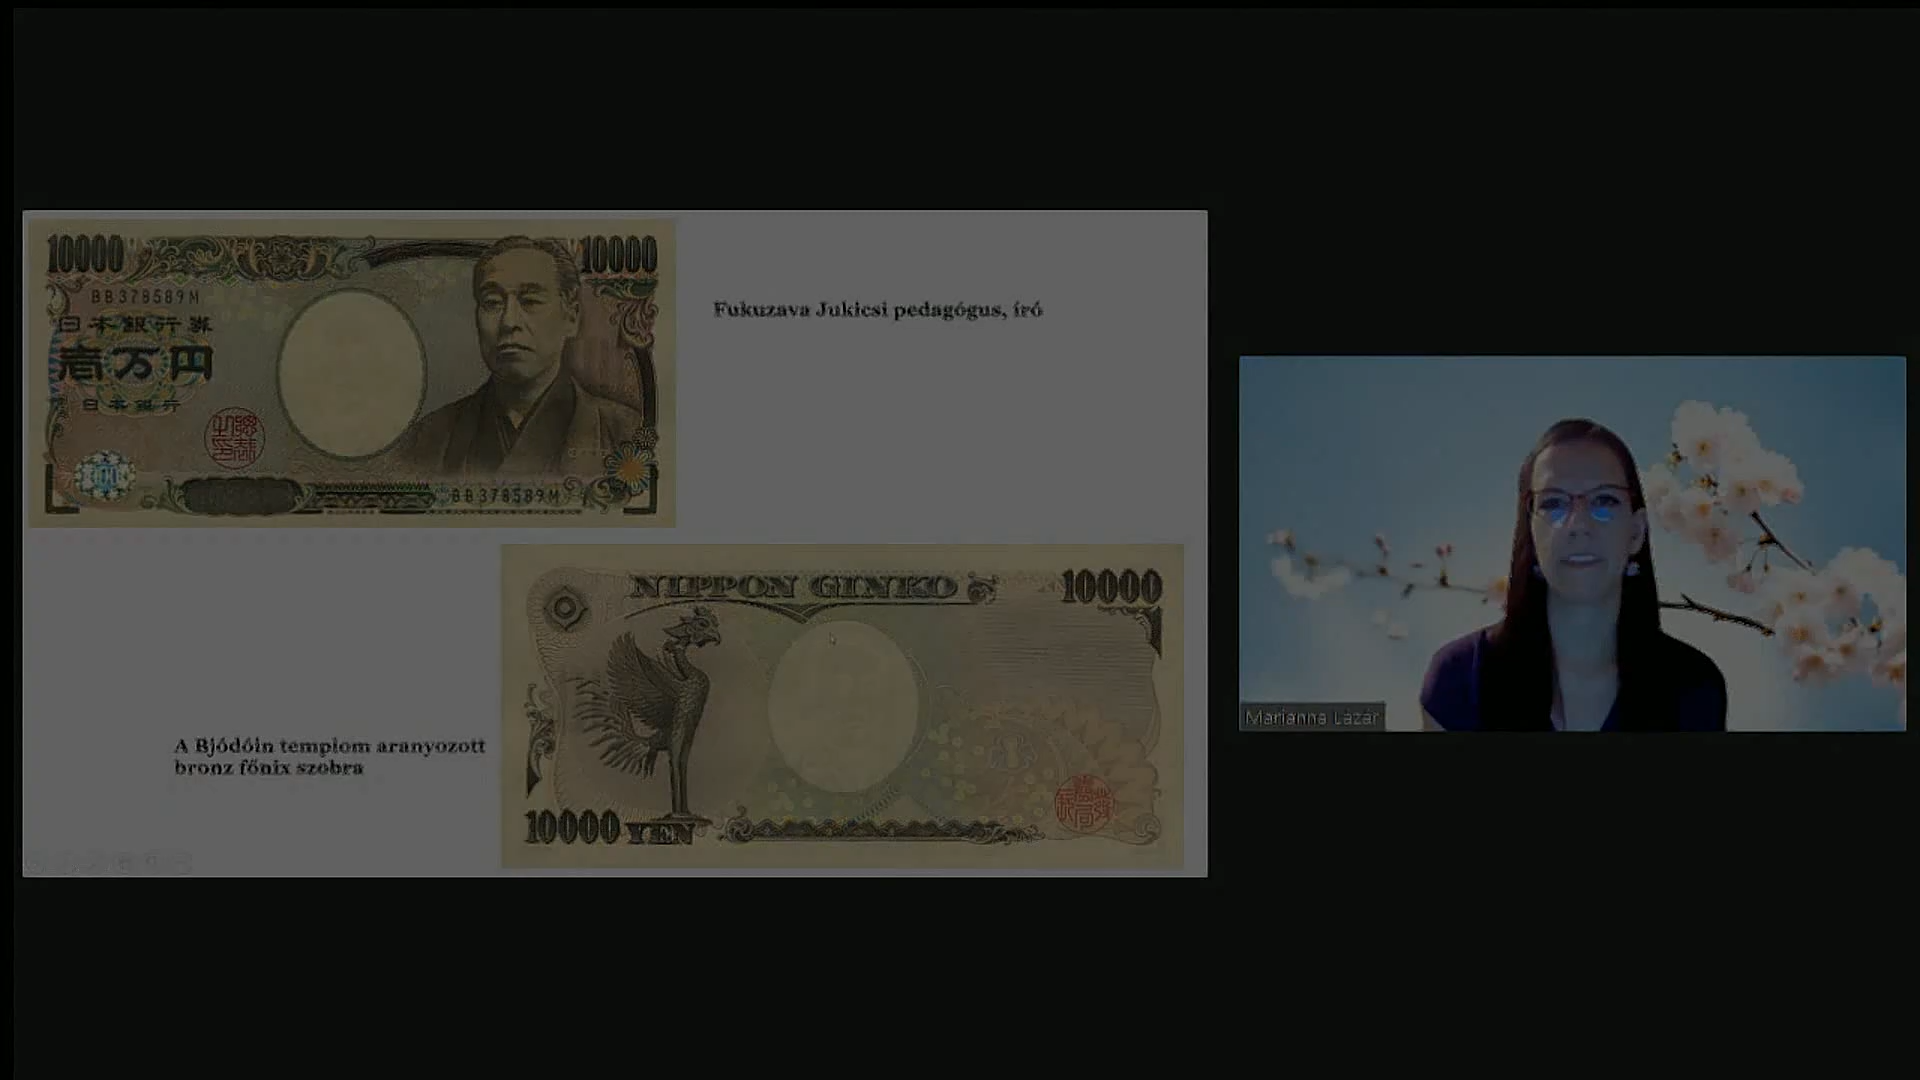 10000
10000
BB378589M
日本銀行券
壱万円
日本銀行
BB378589M
Fukuzava Jukicsi pedagógus, író
NIPPON GINKO
10000
A Bjódóin templom aranyozott
bronz főnix szobra
10000 YEN
Marianna Lázár